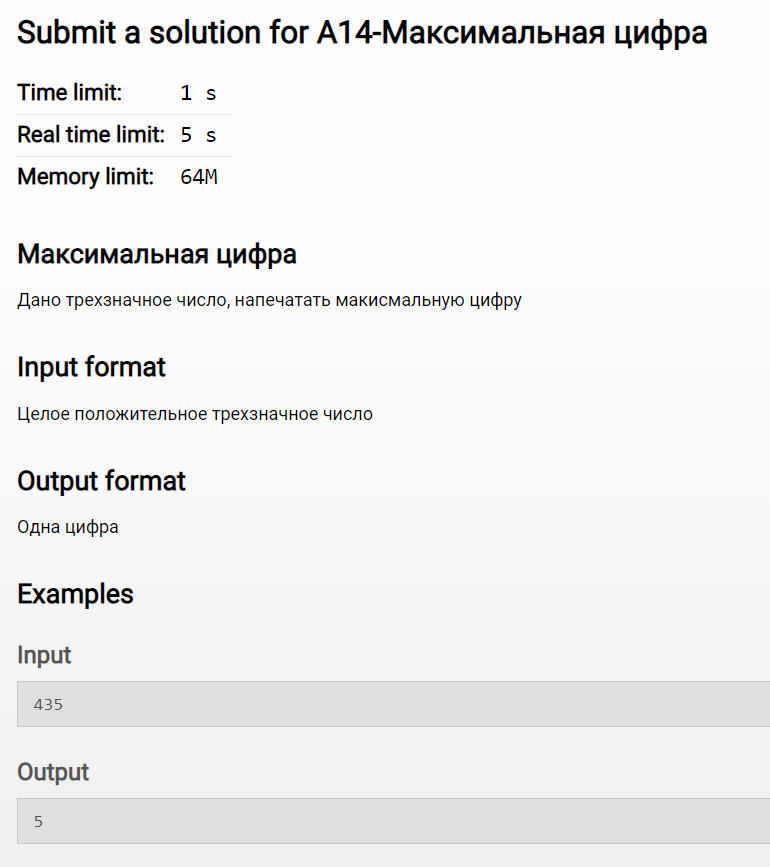 Submit a solution for A14-Максимальная цифра
Time limit: 1 s
Real time limit: 5 s
Memory limit: 64M
Максимальная цифра
Дано трехзначное число, напечатать макисмальную цифру
Input format
Целое положительное трехзначное число
Output format
Одна цифра
Examples
Input
435
Output
5